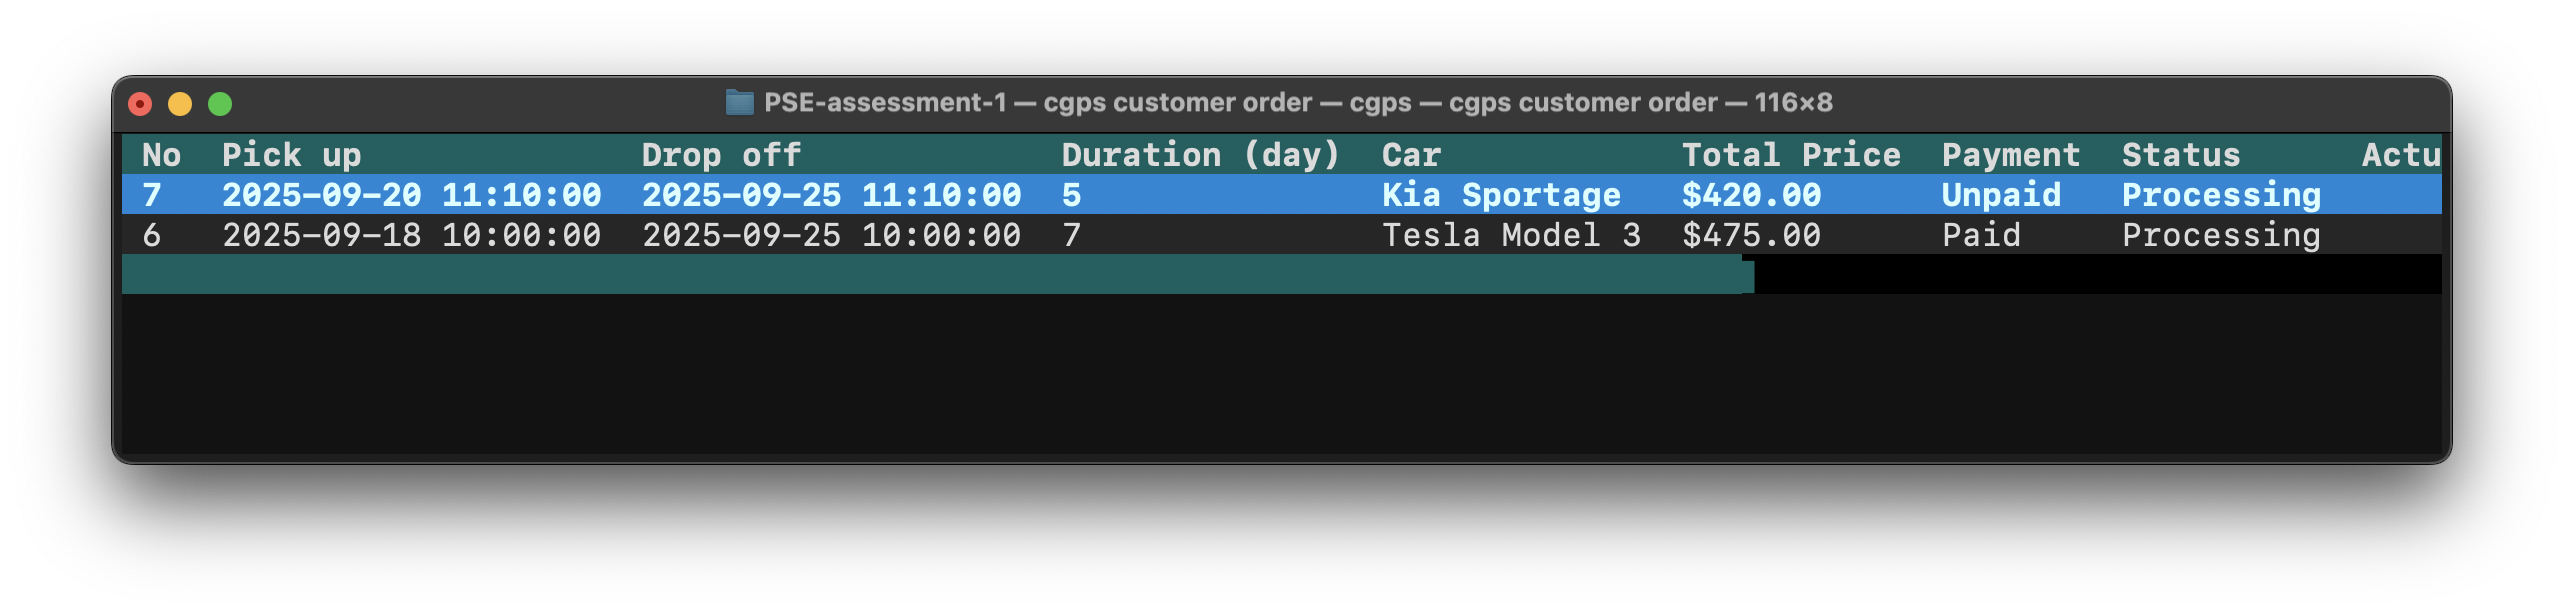 PSE-assessment-1 — cgps customer order — cgps — cgps customer order — 116×8
No Pick up Drop off Duration (day) Car Total Price Payment Status Actu
7 2025-09-20 11:10:00 2025-09-25 11:10:00 5 Kia Sportage $420.00 Unpaid Processing
6 2025-09-18 10:00:00 2025-09-25 10:00:00 7 Tesla Model 3 $475.00 Paid Processing